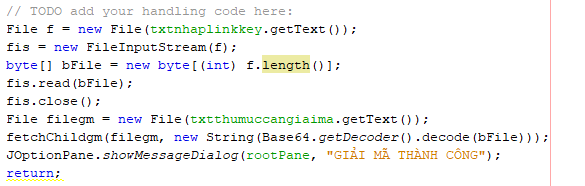 // TODO add your handling code here:
File f = new File(txtnhaplinkkey.getText());
fis = new FileInputStream(f);
byte[] bFile = new byte[(int) f.length()];
fis.read(bFile);
fis.close();
File filegm = new File(txtthumuccangiaima.getText());
fetchChildgm(filegm, new String(Base64.getDecoder().decode(bFile)));
JOptionPane.showMessageDialog(rootPane, "GIẢI MÃ THÀNH CÔNG");
return;